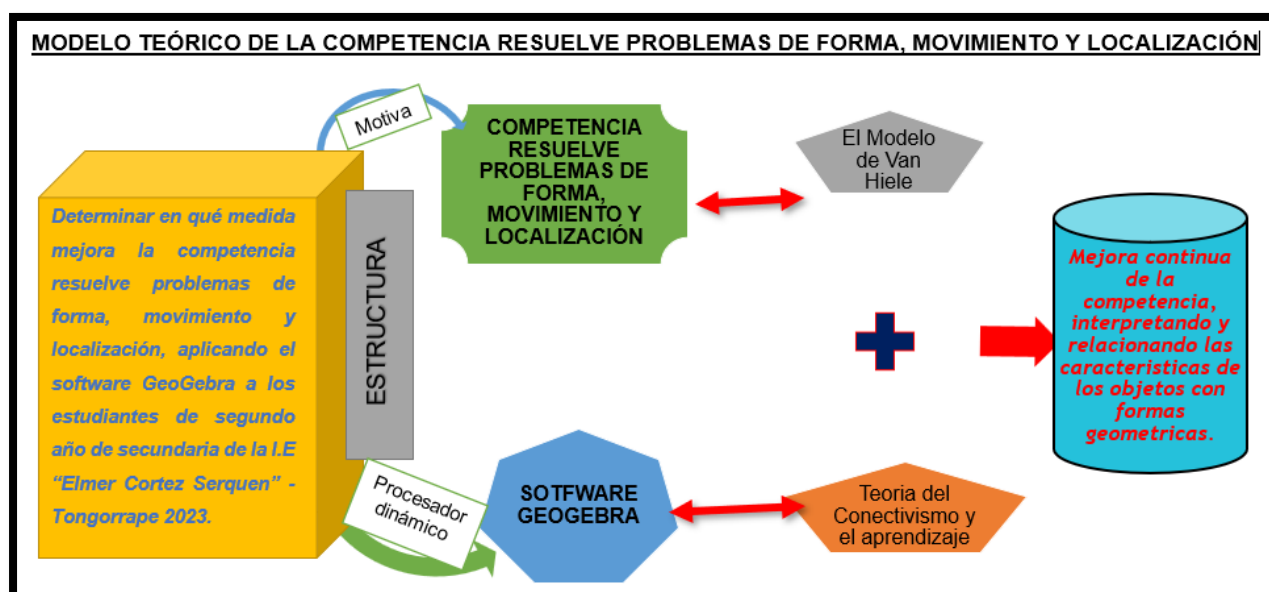 MODELO TEÓRICO DE LA COMPETENCIA RESUELVE PROBLEMAS DE FORMA, MOVIMIENTO Y LOCALIZACIÓN
Motiva
COMPETENCIA
RESUELVE
PROBLEMAS DE
FORMA,
MOVIMIENTO Y
LOCALIZACIÓN
El Modelo
de Van
Hiele
Determinar en qué medida
mejora la competencia
resuelve problemas de
forma, movimiento y
localización, aplicando el
software GeoGebra a los
estudiantes de segundo
año de secundaria de la I.E
“Elmer Cortez Serquen” -
Tongorrape 2023.
ESTRUCTURA
Mejora continua
de la
competencia,
interpretando y
relacionando las
caracteristicas de
los objetos con
formas
geometricas.
Procesador
dinámico
SOTFWARE
GEOGEBRA
Teoria del
Conectivismo y
el aprendizaje